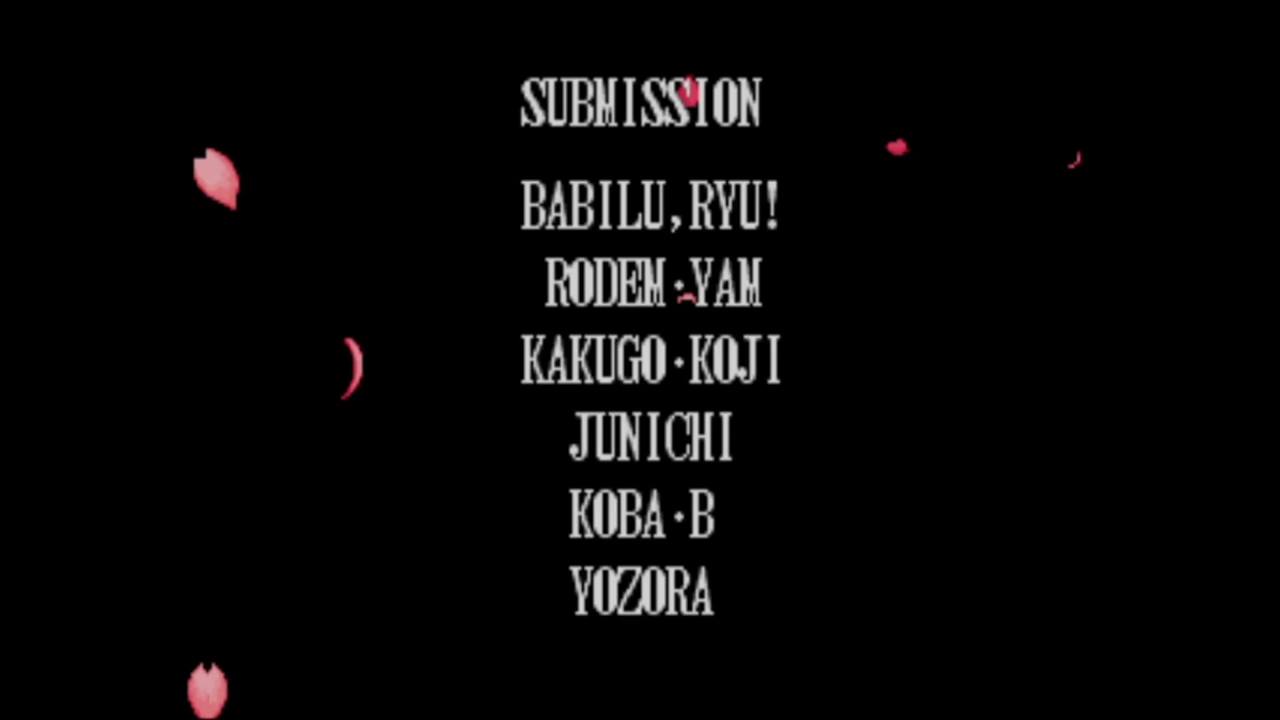 SUBMISSION
BABILU,RYU!
RODEM·YAM
KAKUGO·KOJI
JUNICHI
KOBA·B
YOZORA